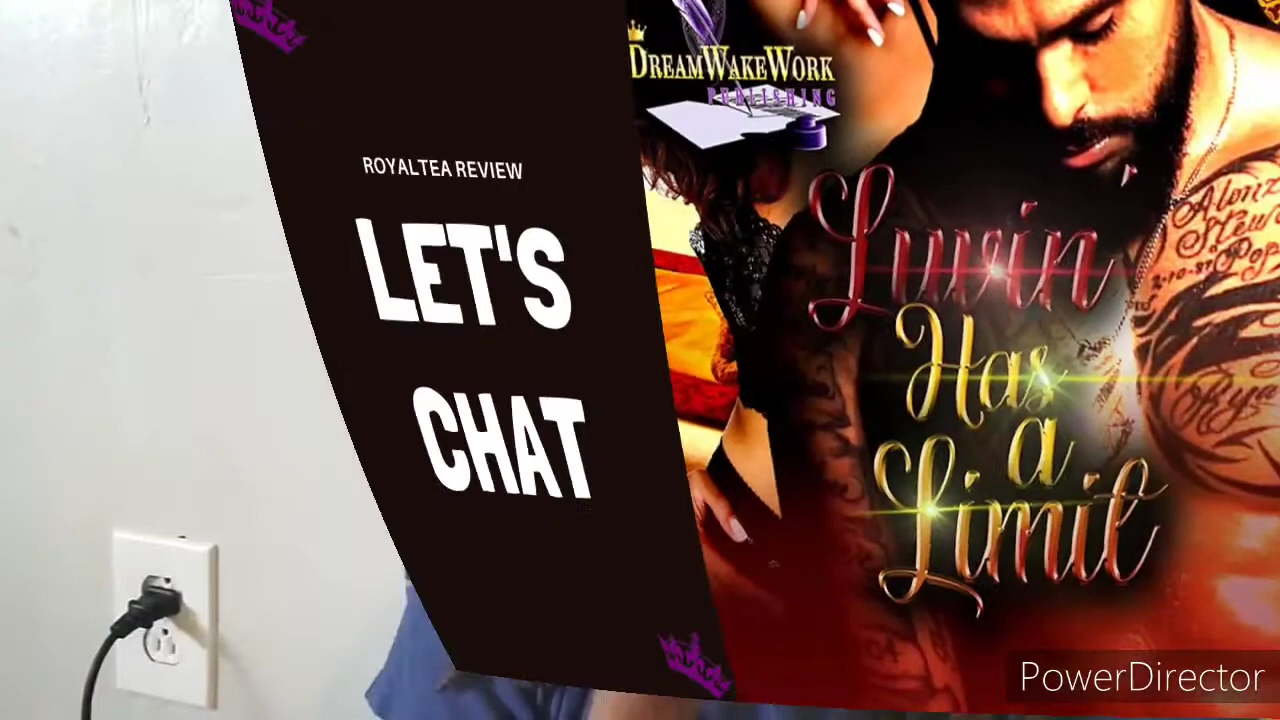 ROYALTEA REVIEW
LET'S
CHAT
DREAMWAKEWORK
PUBLISHING
Luvin'
Has
a
Limit
PowerDirector